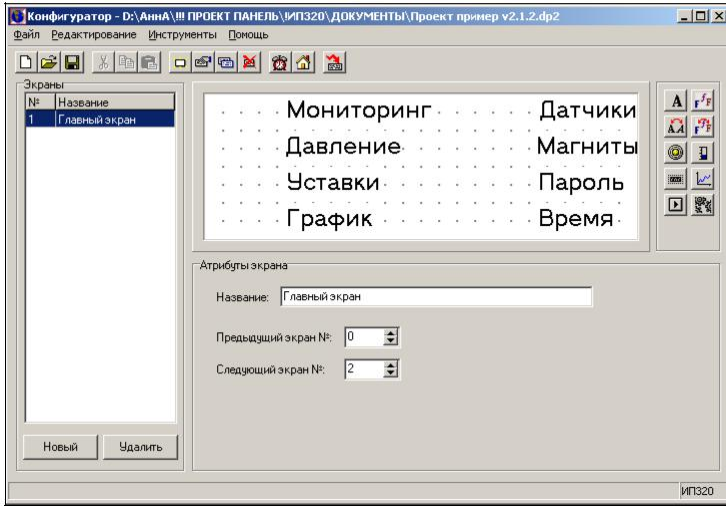 Конфигуратор - D:\АннА\!!! ПРОЕКТ ПАНЕЛЬ\!ИП320\ДОКУМЕНТЫ\Проект пример v2.1.2.dp2
Файл Редактирование Инструменты Помощь
Экраны
№ Название
1 Главный экран
Мониторинг Датчики
Давление Магниты
Уставки Пароль
График Время
Атрибуты экрана
Название: Главный экран
Предыдущий экран №: 0
Следующий экран №: 2
Новый Удалить
ИП320